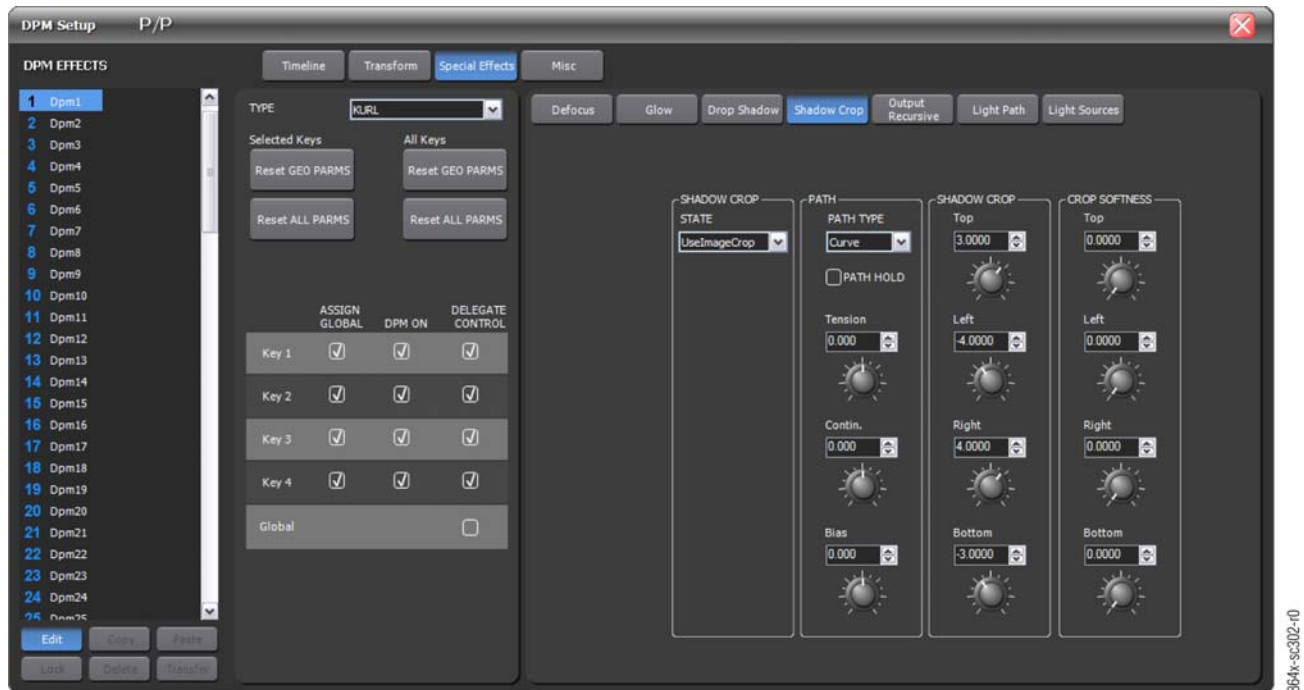 DPM Setup P/P
DPM EFFECTS
Timeline
Transform
Special Effects
Misc
1 Dpm1
2 Dpm2
3 Dpm3
4 Dpm4
5 Dpm5
6 Dpm6
7 Dpm7
8 Dpm8
9 Dpm9
10 Dpm10
11 Dpm11
12 Dpm12
13 Dpm13
14 Dpm14
15 Dpm15
16 Dpm16
17 Dpm17
18 Dpm18
19 Dpm19
20 Dpm20
21 Dpm21
22 Dpm22
23 Dpm23
24 Dpm24
25 Dpm25
Edit
Copy
Paste
Lock
Delete
Transfer
TYPE KURL
Selected Keys
All Keys
Reset GEO PARMS
Reset GEO PARMS
Reset ALL PARMS
Reset ALL PARMS
ASSIGN
GLOBAL
DPM ON
DELEGATE
CONTROL
Key 1
Key 2
Key 3
Key 4
Global
Defocus
Glow
Drop Shadow
Shadow Crop
Output
Recursive
Light Path
Light Sources
SHADOW CROP
STATE
UseImageCrop
PATH
PATH TYPE
Curve
PATH HOLD
Tension
0.000
Contin.
0.000
Bias
0.000
SHADOW CROP
Top
3.0000
Left
-4.0000
Right
4.0000
Bottom
-3.0000
CROP SOFTNESS
Top
0.0000
Left
0.0000
Right
0.0000
Bottom
0.0000